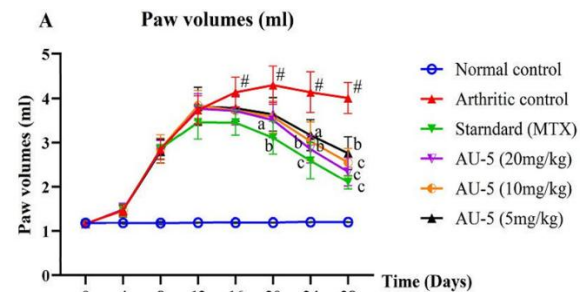 A
Paw volumes (ml)
5
4
3
2
1
0
Paw volumes (ml)
# # # #
a a b
b b b c
c c
c
Time (Days)
Normal control
Arthritic control
Starndard (MTX)
AU-5 (20mg/kg)
AU-5 (10mg/kg)
AU-5 (5mg/kg)